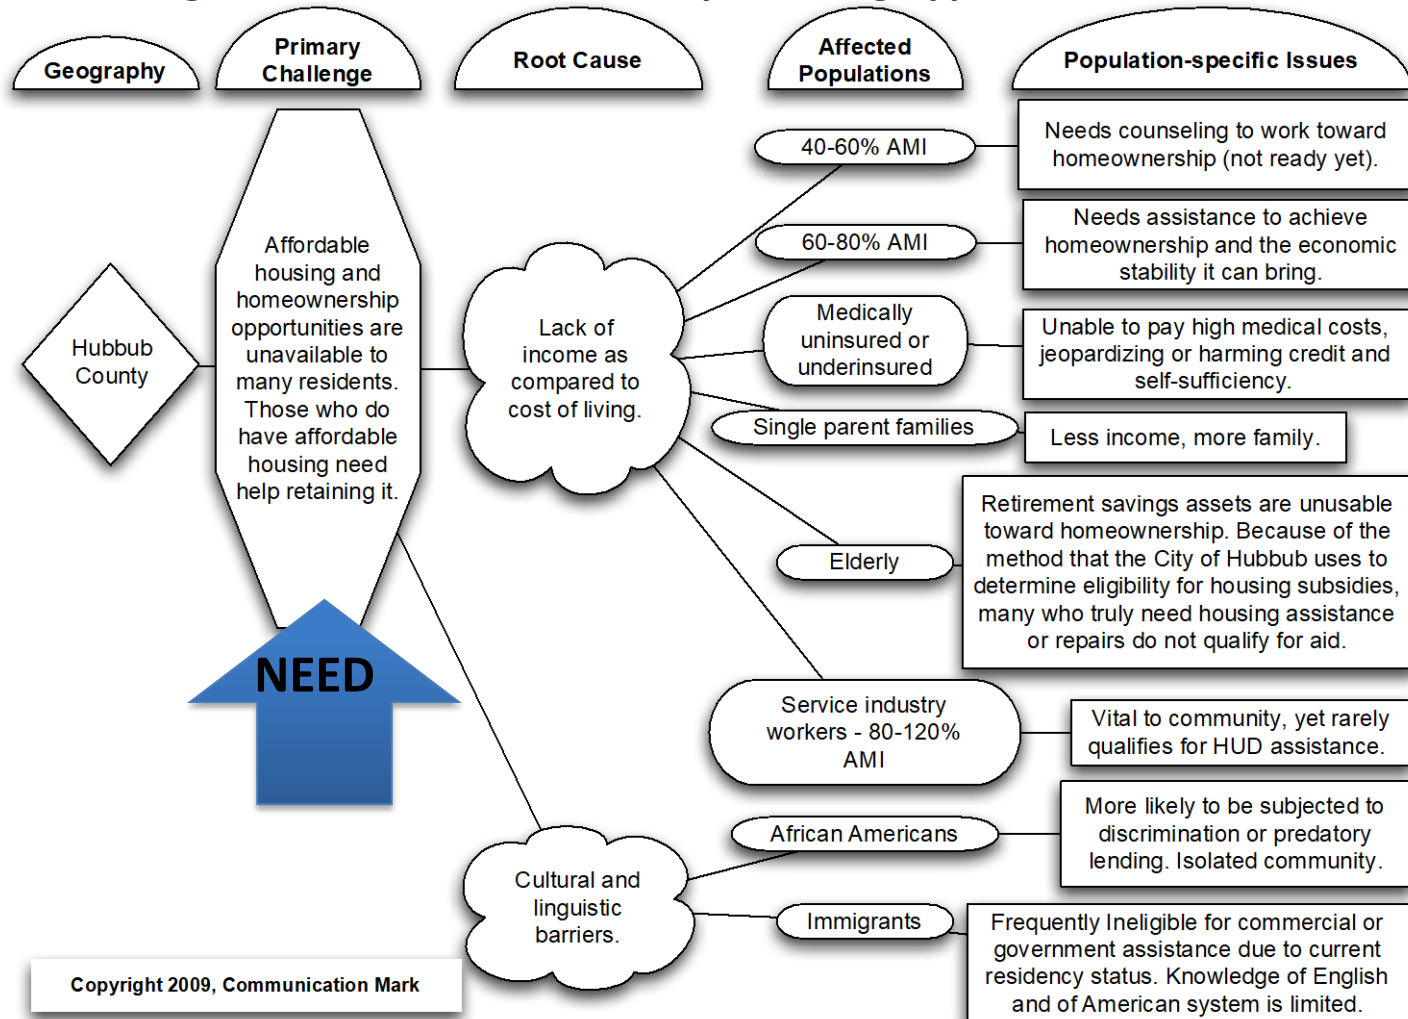 Geography
Primary
Challenge
Root Cause
Affected
Populations
Population-specific Issues
Hubbub
County
Affordable
housing and
homeownership
opportunities are
unavailable to
many residents.
Those who do
have affordable
housing need
help retaining it.
NEED
Lack of
income as
compared to
cost of living.
40-60% AMI
Needs counseling to work toward
homeownership (not ready yet).
60-80% AMI
Needs assistance to achieve
homeownership and the economic
stability it can bring.
Medically
uninsured or
underinsured
Unable to pay high medical costs,
jeopardizing or harming credit and
self-sufficiency.
Single parent families
Less income, more family.
Elderly
Retirement savings assets are unusable
toward homeownership. Because of the
method that the City of Hubbub uses to
determine eligibility for housing subsidies,
many who truly need housing assistance
or repairs do not qualify for aid.
Service industry
workers - 80-120%
AMI
Vital to community, yet rarely
qualifies for HUD assistance.
Cultural and
linguistic
barriers.
African Americans
More likely to be subjected to
discrimination or predatory
lending. Isolated community.
Immigrants
Frequently Ineligible for commercial or
government assistance due to current
residency status. Knowledge of English
and of American system is limited.
Copyright 2009, Communication Mark